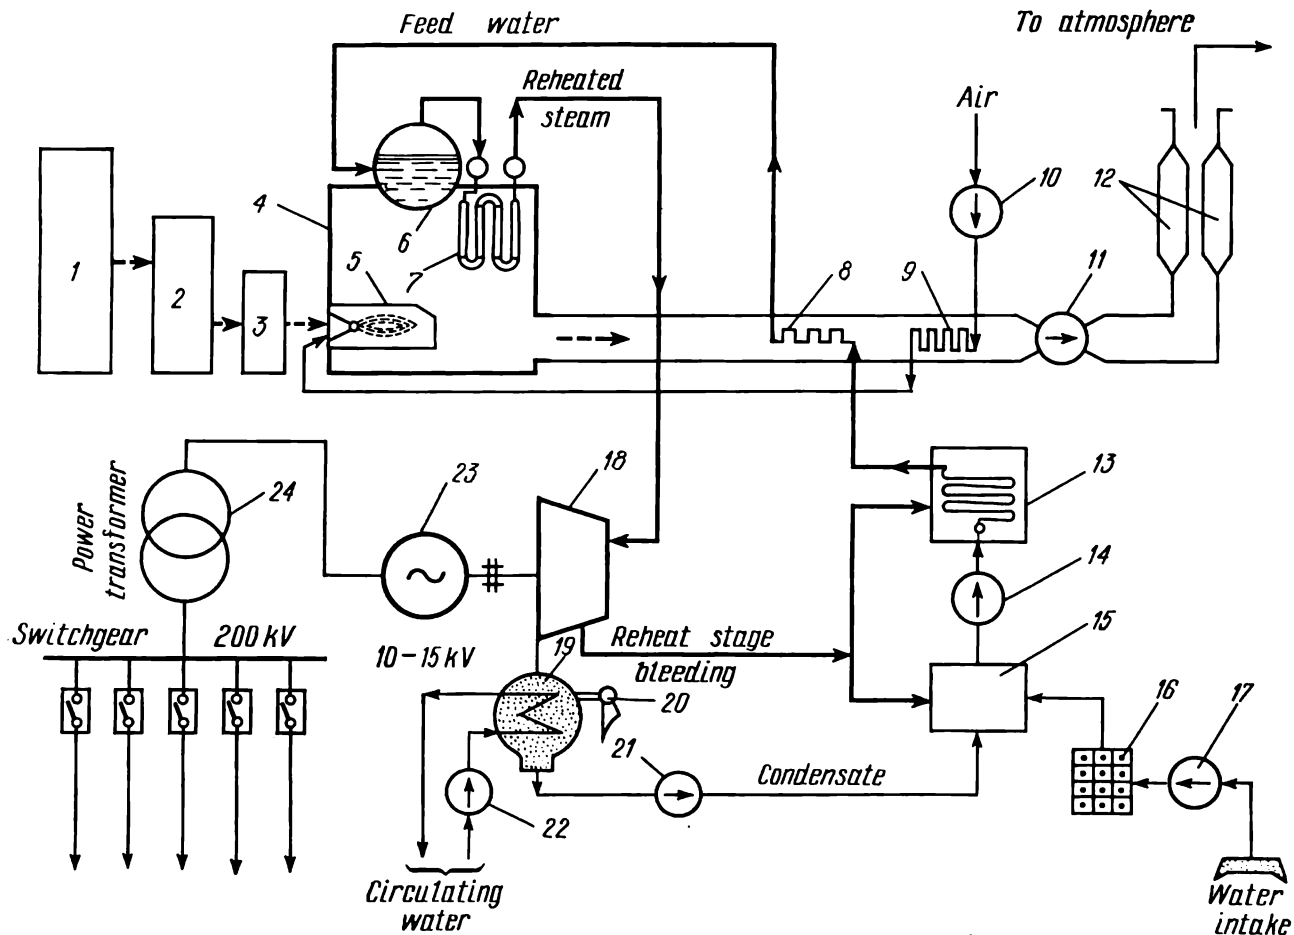 Feed water
To atmosphere
Reheated
steam
Air
10
12
4
6
5
7
8
9
11
1
2
3
18
13
23
24
Power
transformer
14
15
Switchgear 200 kV
10-15 kV
19
Reheat stage
bleeding
20
16
17
21
Condensate
22
Circulating
water
Water
intake